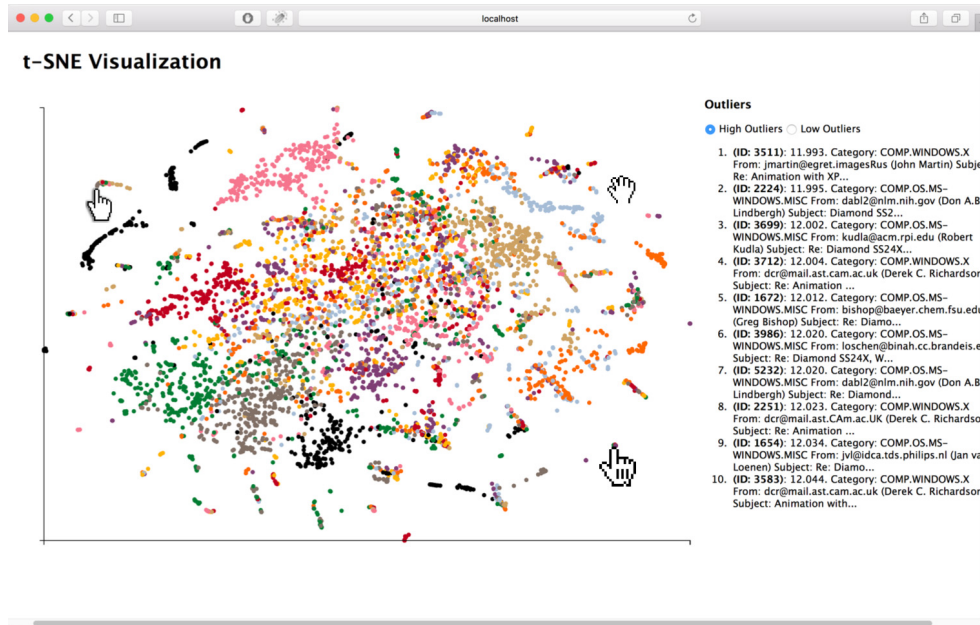 localhost
t-SNE Visualization
Outliers
High Outliers Low Outliers
1. (ID: 3511): 11.993. Category: COMP.WINDOWS.X
From: jmartin@egret.imagesRus (John Martin) Subje
Re: Animation with XP...
2. (ID: 2224): 11.995. Category: COMP.OS.MS-
WINDOWS.MISC From: dabl2@nlm.nih.gov (Don A.B
Lindbergh) Subject: Diamond SS2...
3. (ID: 3699): 12.002. Category: COMP.OS.MS-
WINDOWS.MISC From: kudla@acm.rpi.edu (Robert
Kudla) Subject: Re: Diamond SS24X...
4. (ID: 3712): 12.004. Category: COMP.WINDOWS.X
From: dcr@mail.ast.cam.ac.uk (Derek C. Richardson
Subject: Re: Animation ...
5. (ID: 1672): 12.012. Category: COMP.OS.MS-
WINDOWS.MISC From: bishop@baeyer.chem.fsu.edu
(Greg Bishop) Subject: Re: Diamo...
6. (ID: 3986): 12.020. Category: COMP.OS.MS-
WINDOWS.MISC From: loschen@binah.cc.brandeis.e
Subject: Re: Diamond SS24X, W...
7. (ID: 5232): 12.020. Category: COMP.OS.MS-
WINDOWS.MISC From: dabl2@nlm.nih.gov (Don A.B
Lindbergh) Subject: Re: Diamond...
8. (ID: 2251): 12.023. Category: COMP.WINDOWS.X
From: dcr@mail.ast.CAm.ac.UK (Derek C. Richardso
Subject: Re: Animation ...
9. (ID: 1654): 12.034. Category: COMP.OS.MS-
WINDOWS.MISC From: jvl@idca.tds.philips.nl (Jan va
Loenen) Subject: Re: Diamo...
10. (ID: 3583): 12.044. Category: COMP.WINDOWS.X
From: dcr@mail.ast.cam.ac.uk (Derek C. Richardson
Subject: Animation with...